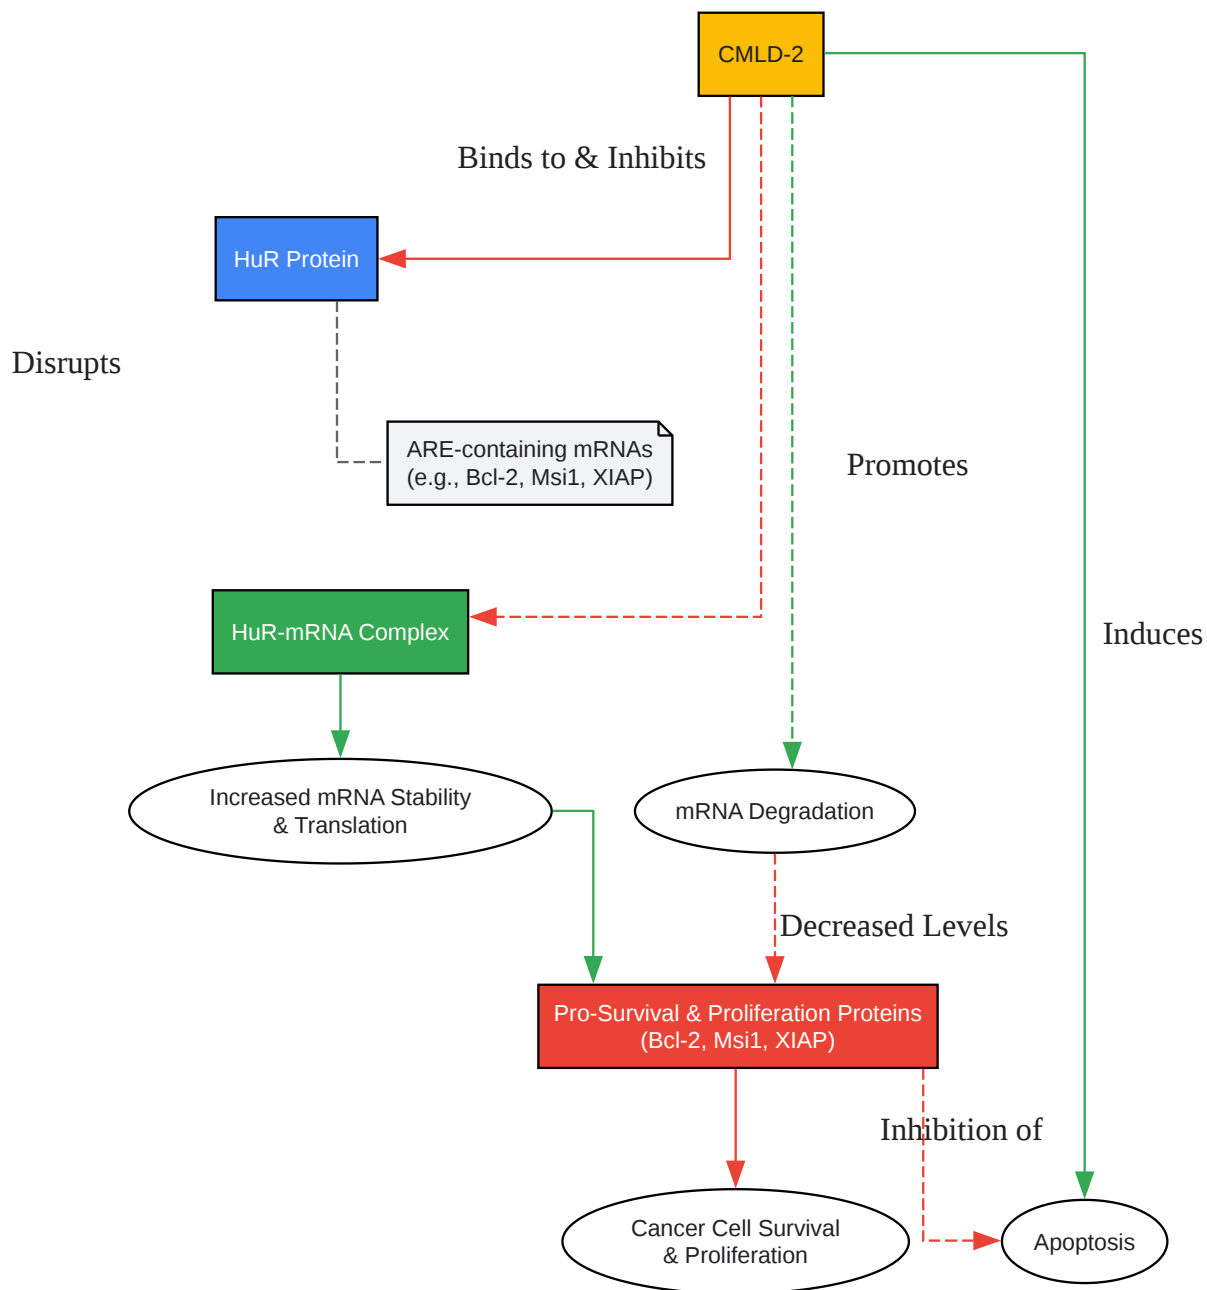 CMLD-2
Binds to & Inhibits
HuR Protein
Disrupts
ARE-containing mRNAs
(e.g., Bcl-2, Msi1, XIAP)
Promotes
HuR-mRNA Complex
Induces
Increased mRNA Stability
& Translation
mRNA Degradation
Decreased Levels
Pro-Survival & Proliferation Proteins
(Bcl-2, Msi1, XIAP)
Inhibition of
Cancer Cell Survival
& Proliferation
Apoptosis